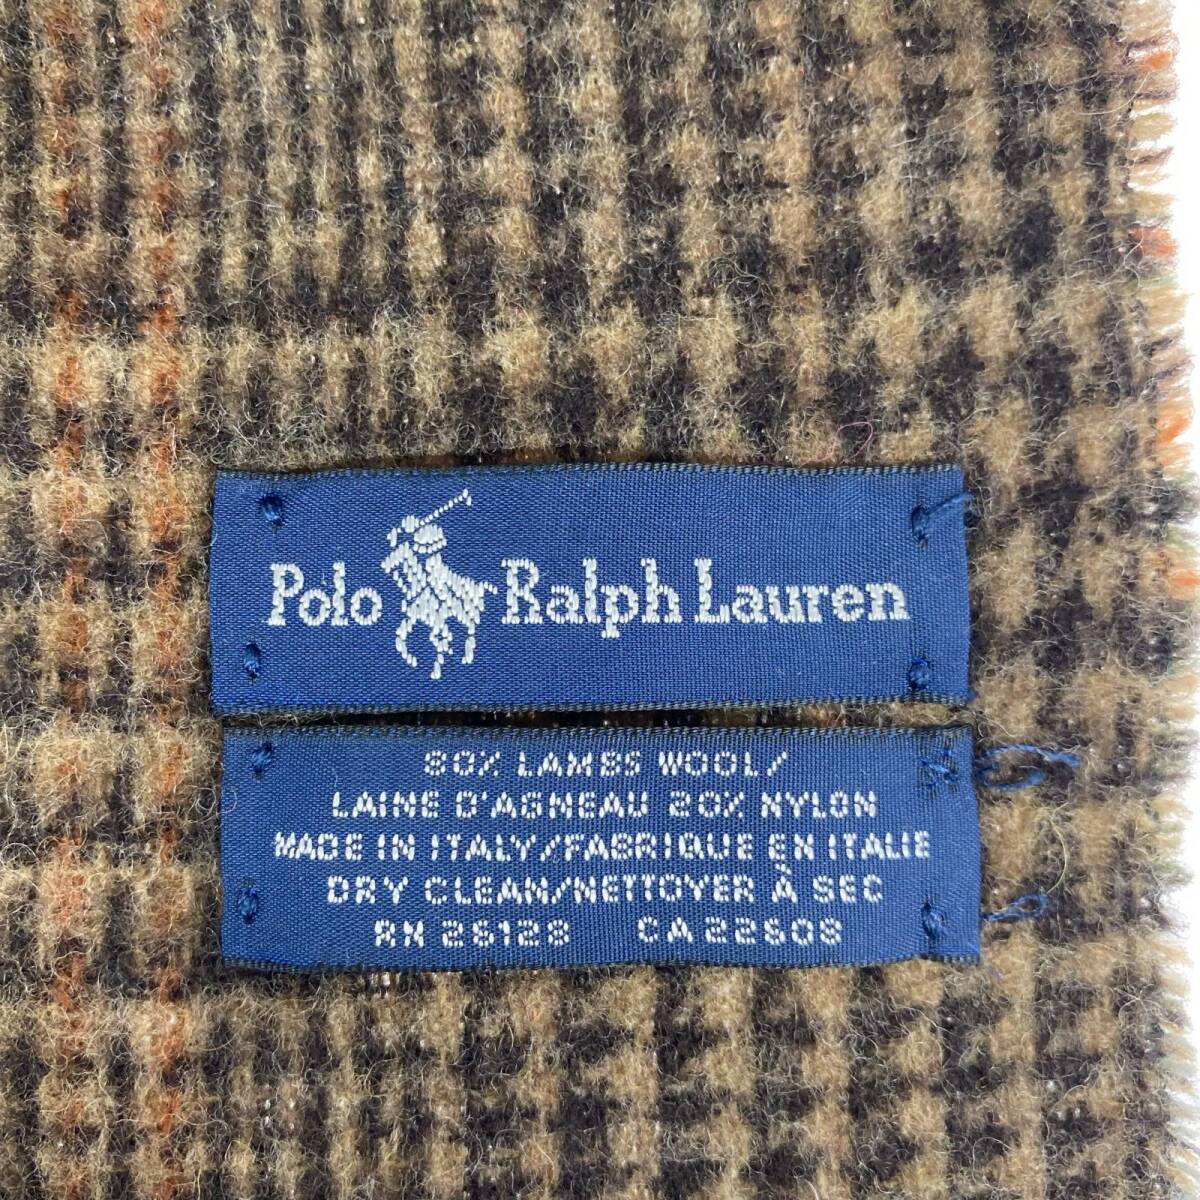 Polo Ralph Lauren
80% LAMBS WOOL/
LAINE D'AGNEAU 20% NYLON
MADE IN ITALY/FABRIQUE EN ITALIE
DRY CLEAN/NETTOYER À SEC
RN 26128 CA 22608